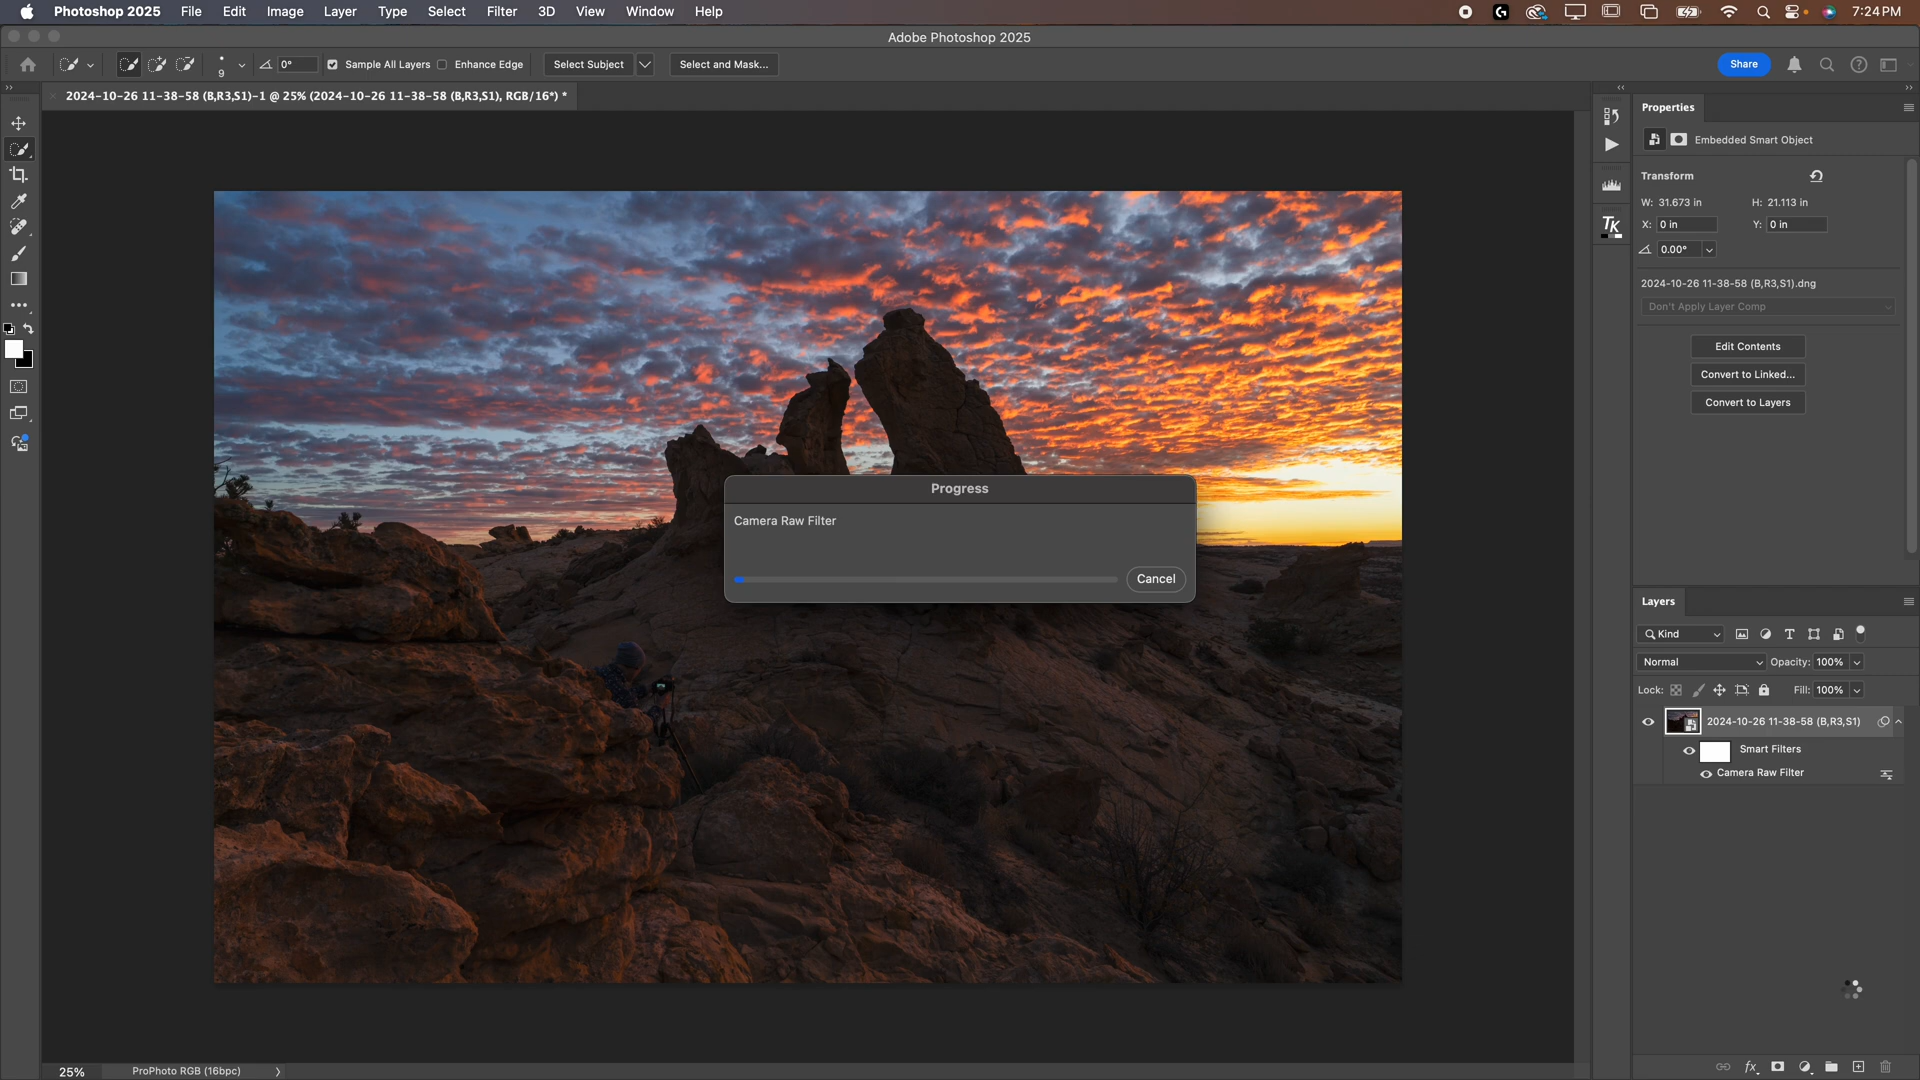 Photoshop 2025 File Edit Image Layer Type Select Filter 3D View Window Help 7:24 PM
Adobe Photoshop 2025
9 0° Sample All Layers Enhance Edge Select Subject Select and Mask... Share
2024-10-26 11-38-58 (B,R3,S1)-1 @ 25% (2024-10-26 11-38-58 (B,R3,S1), RGB/16*) *
Properties
Embedded Smart Object
Transform
W: 31.673 in H: 21.113 in
X: 0 in Y: 0 in
TK
0.00°
2024-10-26 11-38-58 (B,R3,S1).dng
Don't Apply Layer Comp
Edit Contents
Convert to Linked...
Convert to Layers
Progress
Camera Raw Filter
Cancel
Layers
Kind
Normal Opacity: 100%
Lock: Fill: 100%
2024-10-26 11-38-58 (B,R3,S1)
Smart Filters
Camera Raw Filter
25% ProPhoto RGB (16bpc)
fx